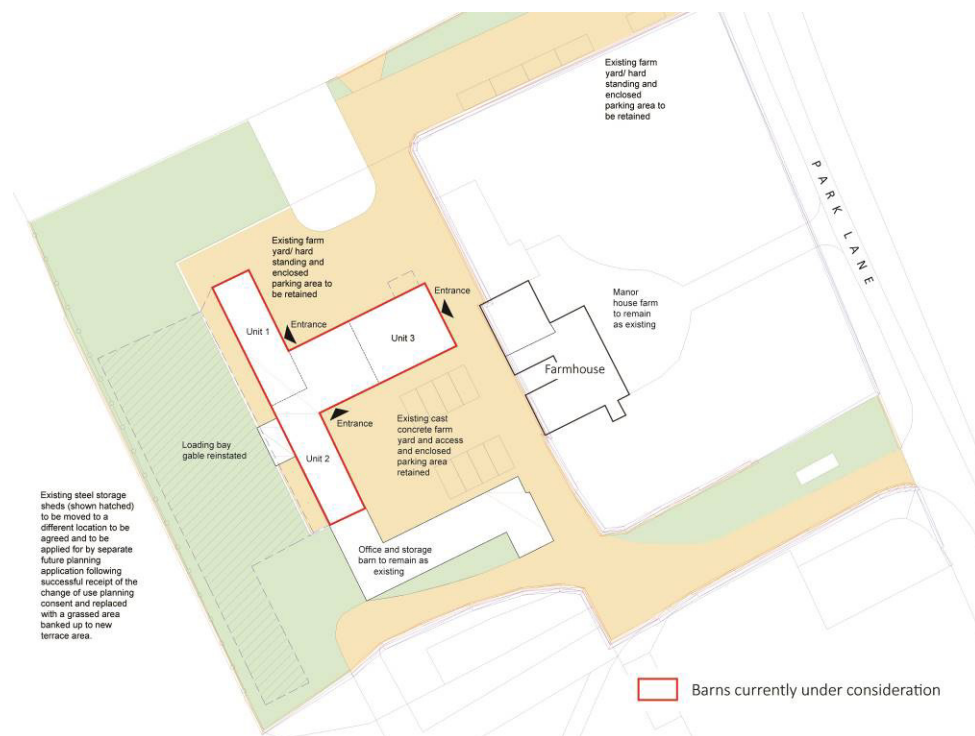 Existing farm
yard/ hard
standing and
enclosed
parking area to
be retained
PARK LANE
Existing farm
yard/ hard
standing and
enclosed
parking area to
be retained
Entrance
Manor
house farm
to remain
as existing
Unit 1
Entrance
Unit 3
Farmhouse
Entrance
Existing cast
concrete farm
yard and access
and enclosed
parking area
retained
Loading bay
gable reinstated
Unit 2
Existing steel storage
sheds (shown hatched)
to be moved to a
different location to be
agreed and to be
applied for by separate
future planning
application following
successful receipt of the
change of use planning
consent and replaced
with a grassed area
banked up to new
terrace area.
Office and storage
barn to remain as
existing
Barns currently under consideration